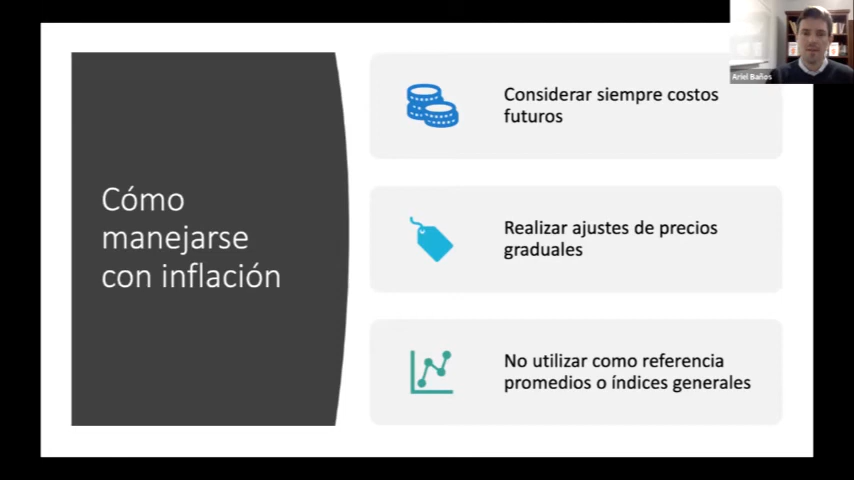 Cómo
manejarse
con inflación
Considerar siempre costos
futuros
Realizar ajustes de precios
graduales
No utilizar como referencia
promedios o índices generales
Ariel Baños